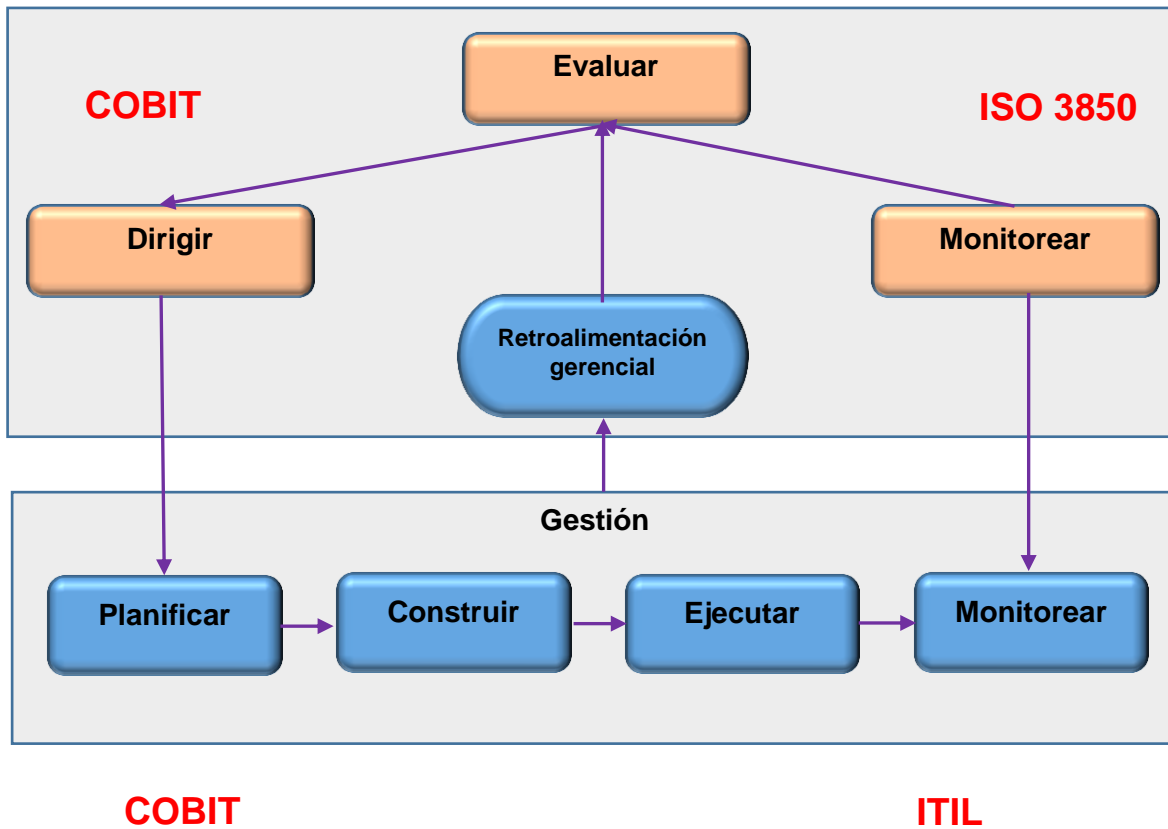 Evaluar
COBIT
ISO 3850
Dirigir
Monitorear
Retroalimentación
gerencial
Gestión
Planificar
Construir
Ejecutar
Monitorear
COBIT
ITIL